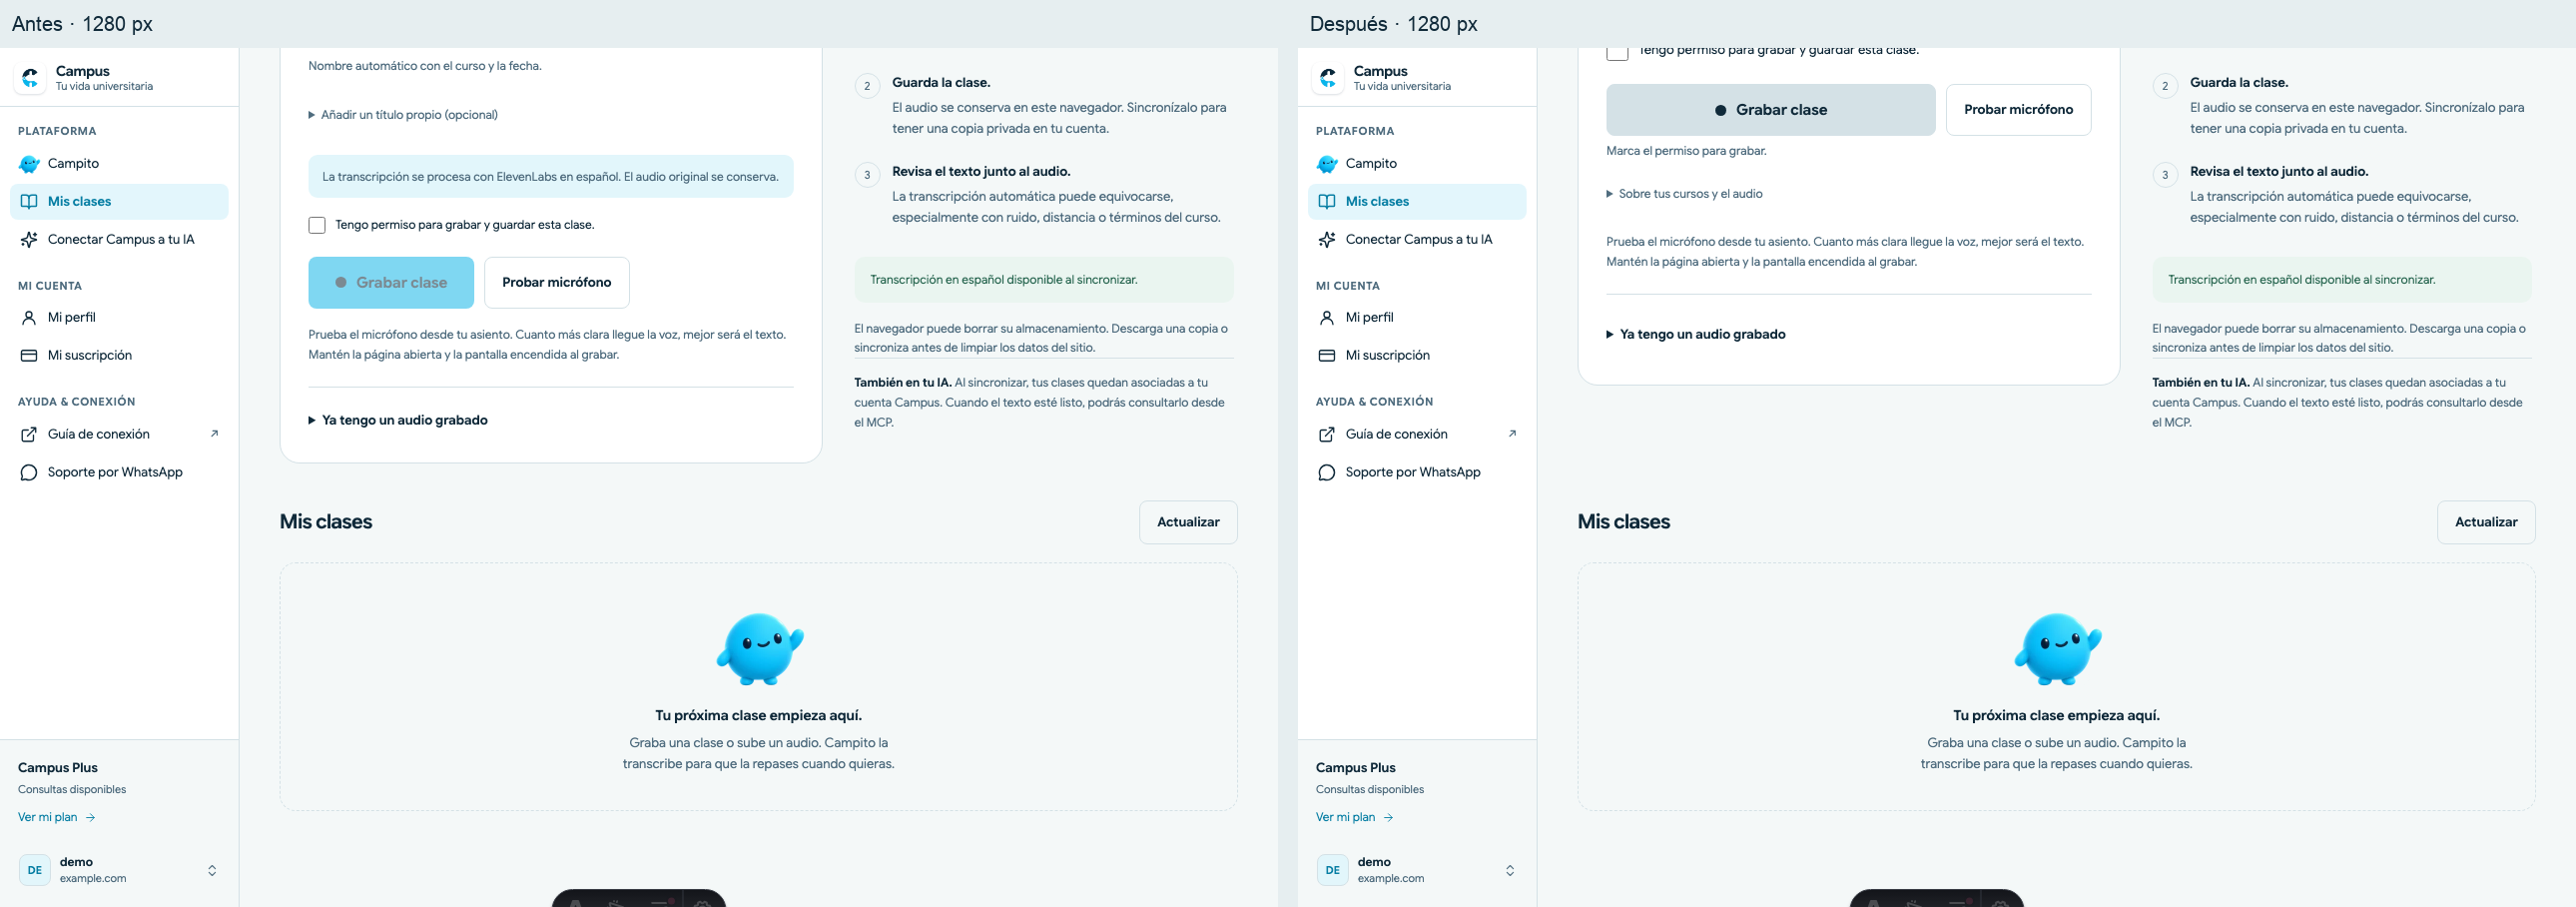 Antes · 1280 px
Campus
Tu vida universitaria
PLATAFORMA
Campito
Mis clases
Conectar Campus a tu IA
MI CUENTA
Mi perfil
Mi suscripción
AYUDA & CONEXIÓN
Guía de conexión
Soporte por WhatsApp
Campus Plus
Consultas disponibles
Ver mi plan
DE
demo
example.com
Nombre automático con el curso y la fecha.
Añadir un título propio (opcional)
La transcripción se procesa con ElevenLabs en español. El audio original se conserva.
Tengo permiso para grabar y guardar esta clase.
Grabar clase
Probar micrófono
Prueba el micrófono desde tu asiento. Cuanto más clara llegue la voz, mejor será el texto.
Mantén la página abierta y la pantalla encendida al grabar.
Ya tengo un audio grabado
2
Guarda la clase.
El audio se conserva en este navegador. Sincronízalo para
tener una copia privada en tu cuenta.
3
Revisa el texto junto al audio.
La transcripción automática puede equivocarse,
especialmente con ruido, distancia o términos del curso.
Transcripción en español disponible al sincronizar.
El navegador puede borrar su almacenamiento. Descarga una copia o
sincroniza antes de limpiar los datos del sitio.
También en tu IA. Al sincronizar, tus clases quedan asociadas a tu
cuenta Campus. Cuando el texto esté listo, podrás consultarlo desde
el MCP.
Mis clases
Actualizar
Tu próxima clase empieza aquí.
Graba una clase o sube un audio. Campito la
transcribe para que la repases cuando quieras.
Después · 1280 px
Campus
Tu vida universitaria
PLATAFORMA
Campito
Mis clases
Conectar Campus a tu IA
MI CUENTA
Mi perfil
Mi suscripción
AYUDA & CONEXIÓN
Guía de conexión
Soporte por WhatsApp
Campus Plus
Consultas disponibles
Ver mi plan
DE
demo
example.com
Tengo permiso para grabar y guardar esta clase.
Grabar clase
Probar micrófono
Marca el permiso para grabar.
Sobre tus cursos y el audio
Prueba el micrófono desde tu asiento. Cuanto más clara llegue la voz, mejor será el texto.
Mantén la página abierta y la pantalla encendida al grabar.
Ya tengo un audio grabado
2
Guarda la clase.
El audio se conserva en este navegador. Sincronízalo para
tener una copia privada en tu cuenta.
3
Revisa el texto junto al audio.
La transcripción automática puede equivocarse,
especialmente con ruido, distancia o términos del curso.
Transcripción en español disponible al sincronizar.
El navegador puede borrar su almacenamiento. Descarga una copia o
sincroniza antes de limpiar los datos del sitio.
También en tu IA. Al sincronizar, tus clases quedan asociadas a tu
cuenta Campus. Cuando el texto esté listo, podrás consultarlo desde
el MCP.
Mis clases
Actualizar
Tu próxima clase empieza aquí.
Graba una clase o sube un audio. Campito la
transcribe para que la repases cuando quieras.